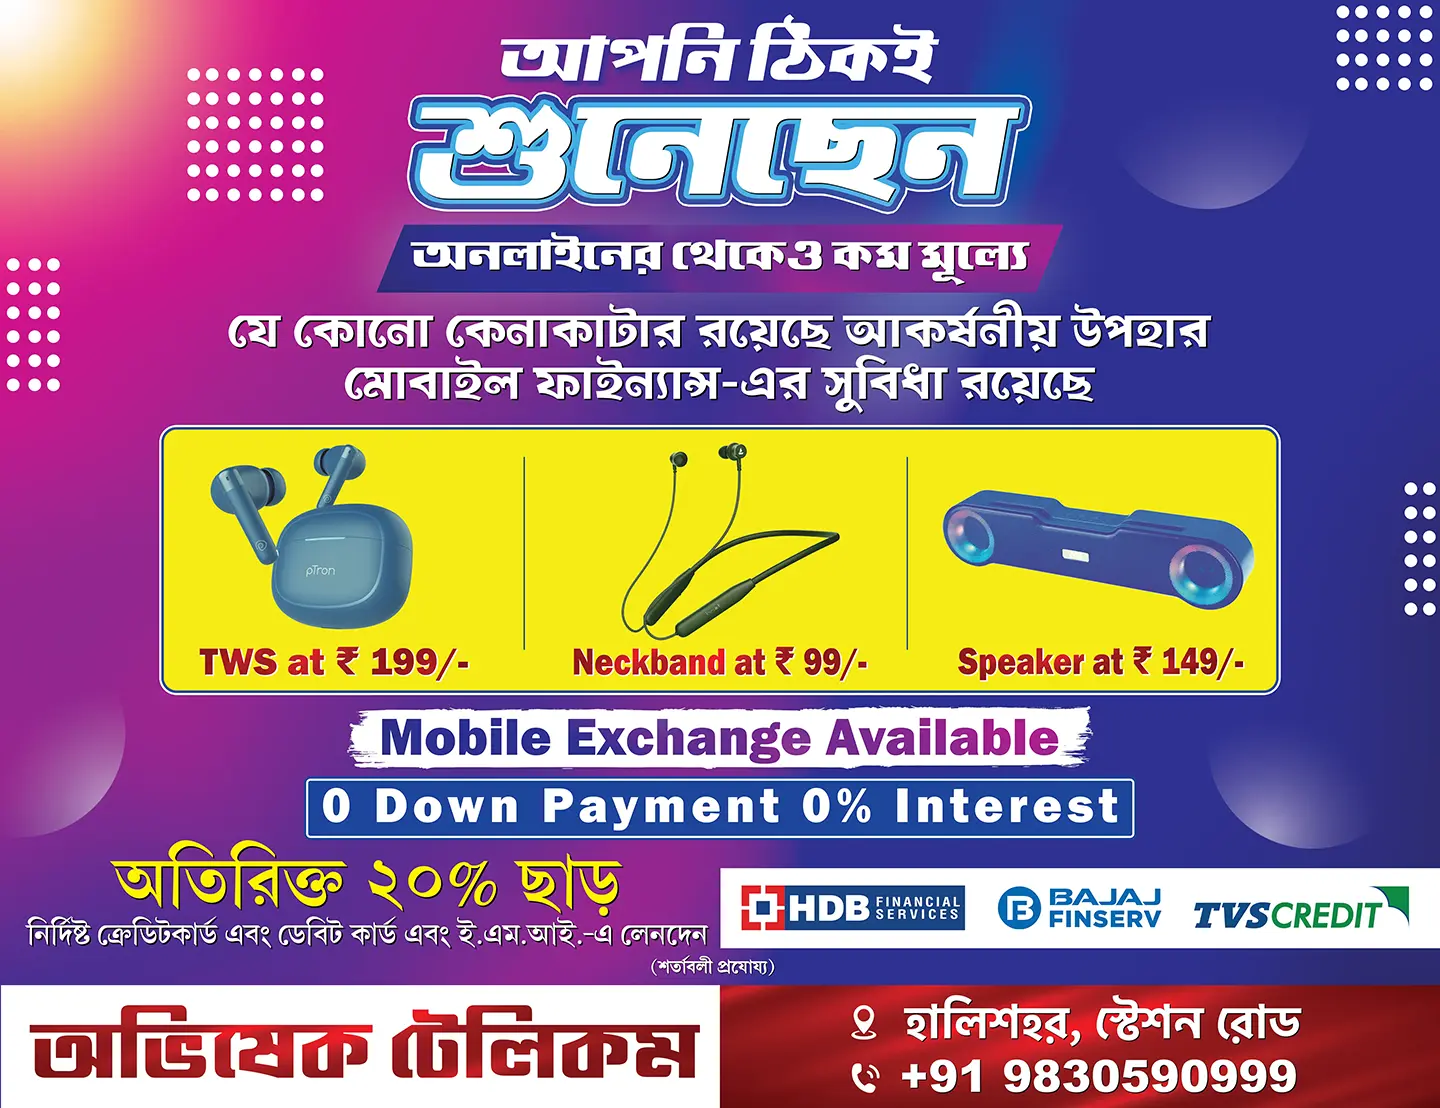 আপনি ঠিকই
শুনেছেন
অনলাইনের থেকেও কম মূল্যে
যে কোনো কেনাকাটার রয়েছে আকর্ষনীয় উপহার
মোবাইল ফাইন্যান্স-এর সুবিধা রয়েছে
pTron
TWS at ₹ 199/-
Neckband at ₹ 99/-
Speaker at ₹ 149/-
Mobile Exchange Available
0 Down Payment 0% Interest
অতিরিক্ত ২০% ছাড়
নির্দিষ্ট ক্রেডিটকার্ড এবং ডেবিট কার্ড এবং ই.এম.আই.-এ লেনদেন
(শর্তাবলী প্রযোয্য)
HDB FINANCIAL SERVICES
BAJAJ FINSERV
TVS CREDIT
অভিষেক টেলিকম
হালিশহর, স্টেশন রোড
+91 9830590999